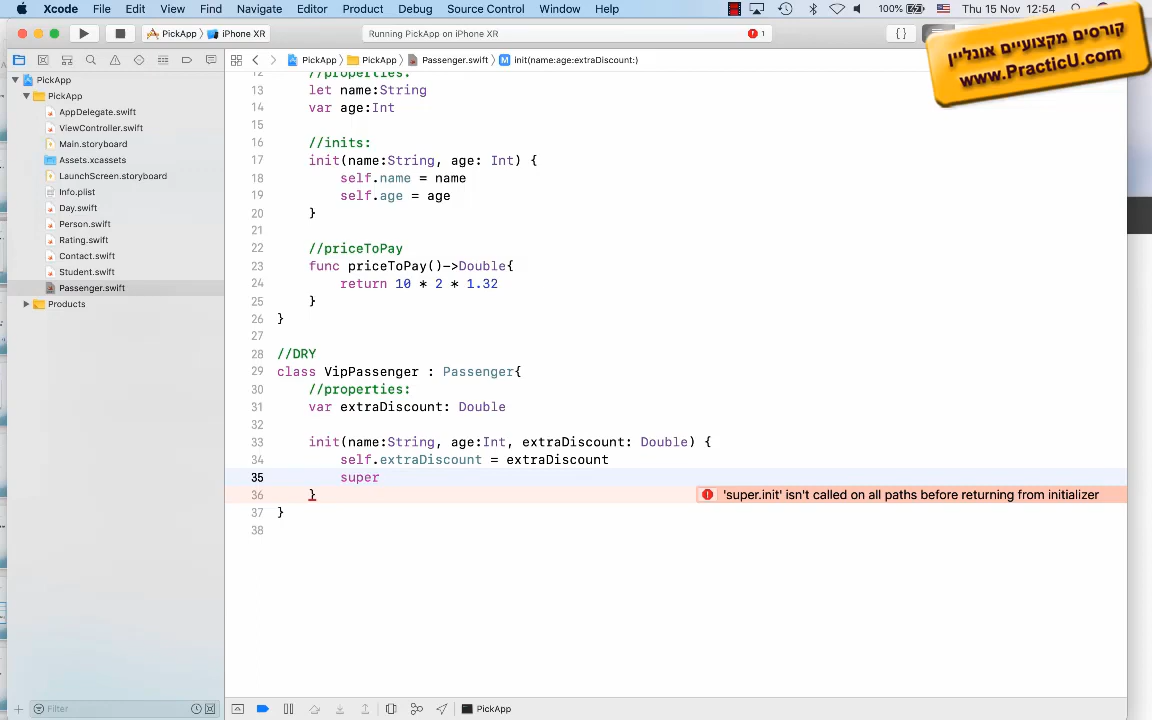 Xcode File Edit View Find Navigate Editor Product Debug Source Control Window Help 100% Thu 15 Nov 12:54
PickApp iPhone XR Running PickApp on iPhone XR 1 { }
קורסים מקצועיים אונליין
www.PracticU.com
PickApp PickApp Passenger.swift init(name:age:extraDiscount:)
PickApp
PickApp
AppDelegate.swift
ViewController.swift
Main.storyboard
Assets.xcassets
LaunchScreen.storyboard
Info.plist
Day.swift
Person.swift
Rating.swift
Contact.swift
Student.swift
Passenger.swift
Products
12 //properties:
13 let name:String
14 var age:Int
15
16 //inits:
17 init(name:String, age: Int) {
18 self.name = name
19 self.age = age
20 }
21
22 //priceToPay
23 func priceToPay()->Double{
24 return 10 * 2 * 1.32
25 }
26 }
27
28 //DRY
29 class VipPassenger : Passenger{
30 //properties:
31 var extraDiscount: Double
32
33 init(name:String, age:Int, extraDiscount: Double) {
34 self.extraDiscount = extraDiscount
35 super
36 } 'super.init' isn't called on all paths before returning from initializer
37 }
38
Filter
PickApp